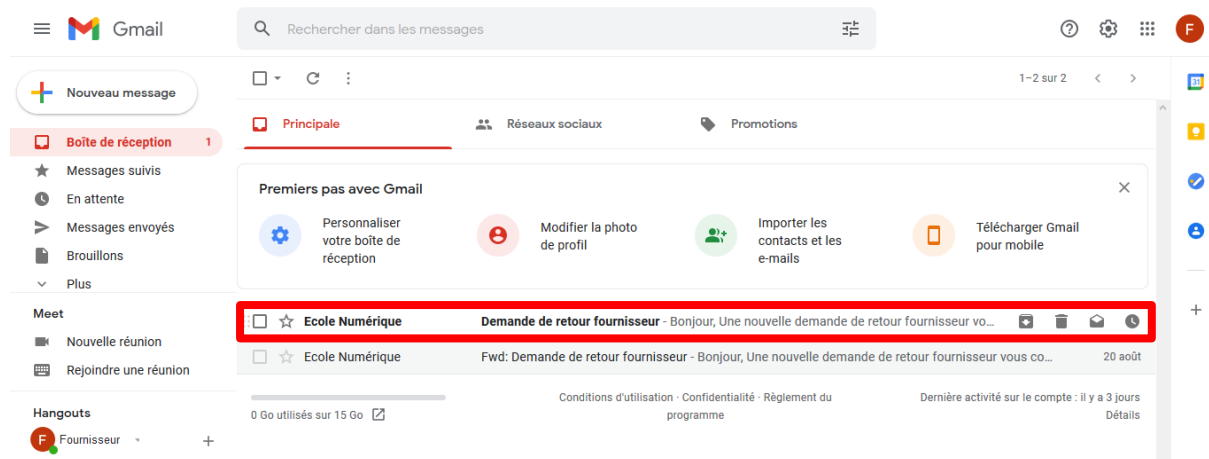 Gmail
Rechercher dans les messages
F
Nouveau message
1–2 sur 2
31
Boîte de réception 1
Principale
Réseaux sociaux
Promotions
Messages suivis
En attente
Messages envoyés
Brouillons
Plus
Premiers pas avec Gmail
Personnaliser
votre boîte de
réception
Modifier la photo
de profil
Importer les
contacts et les
e-mails
Télécharger Gmail
pour mobile
Meet
Nouvelle réunion
Rejoindre une réunion
Ecole Numérique Demande de retour fournisseur - Bonjour, Une nouvelle demande de retour fournisseur vo…
Ecole Numérique Fwd: Demande de retour fournisseur - Bonjour, Une nouvelle demande de retour fournisseur vous co… 20 août
Hangouts
F Fournisseur
0 Go utilisés sur 15 Go
Conditions d'utilisation · Confidentialité · Règlement du
programme
Dernière activité sur le compte : il y a 3 jours
Détails